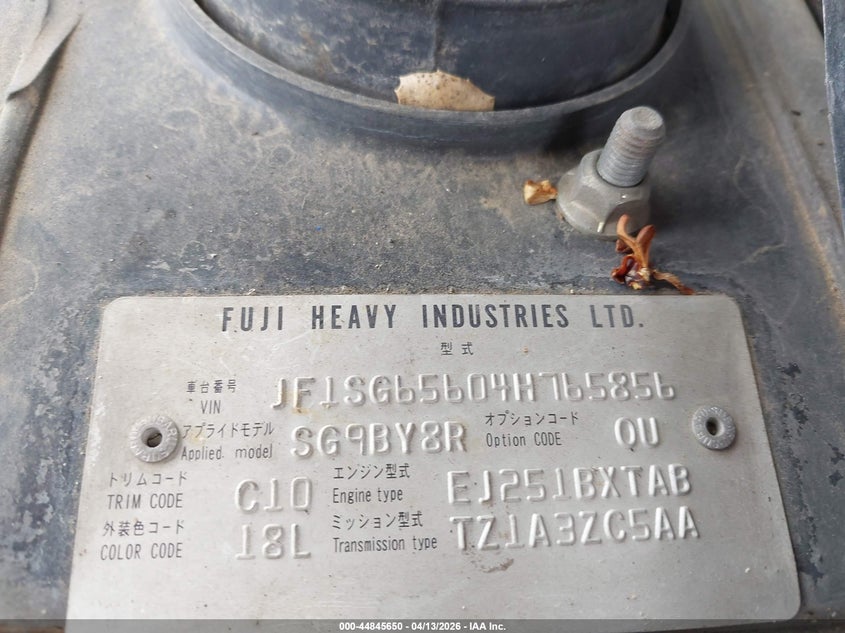 FUJI HEAVY INDUSTRIES LTD.
型式
車台番号 VIN JF1SG65604H765856
アプライドモデル Applied model SG9BY8R オプションコード Option CODE OU
トリムコード TRIM CODE C1Q エンジン型式 Engine type EJ251BXTAB
外装色コード COLOR CODE 18L ミッション型式 Transmission type TZ1A3ZC5AA
000-44845650 - 04/13/2026 - IAA Inc.